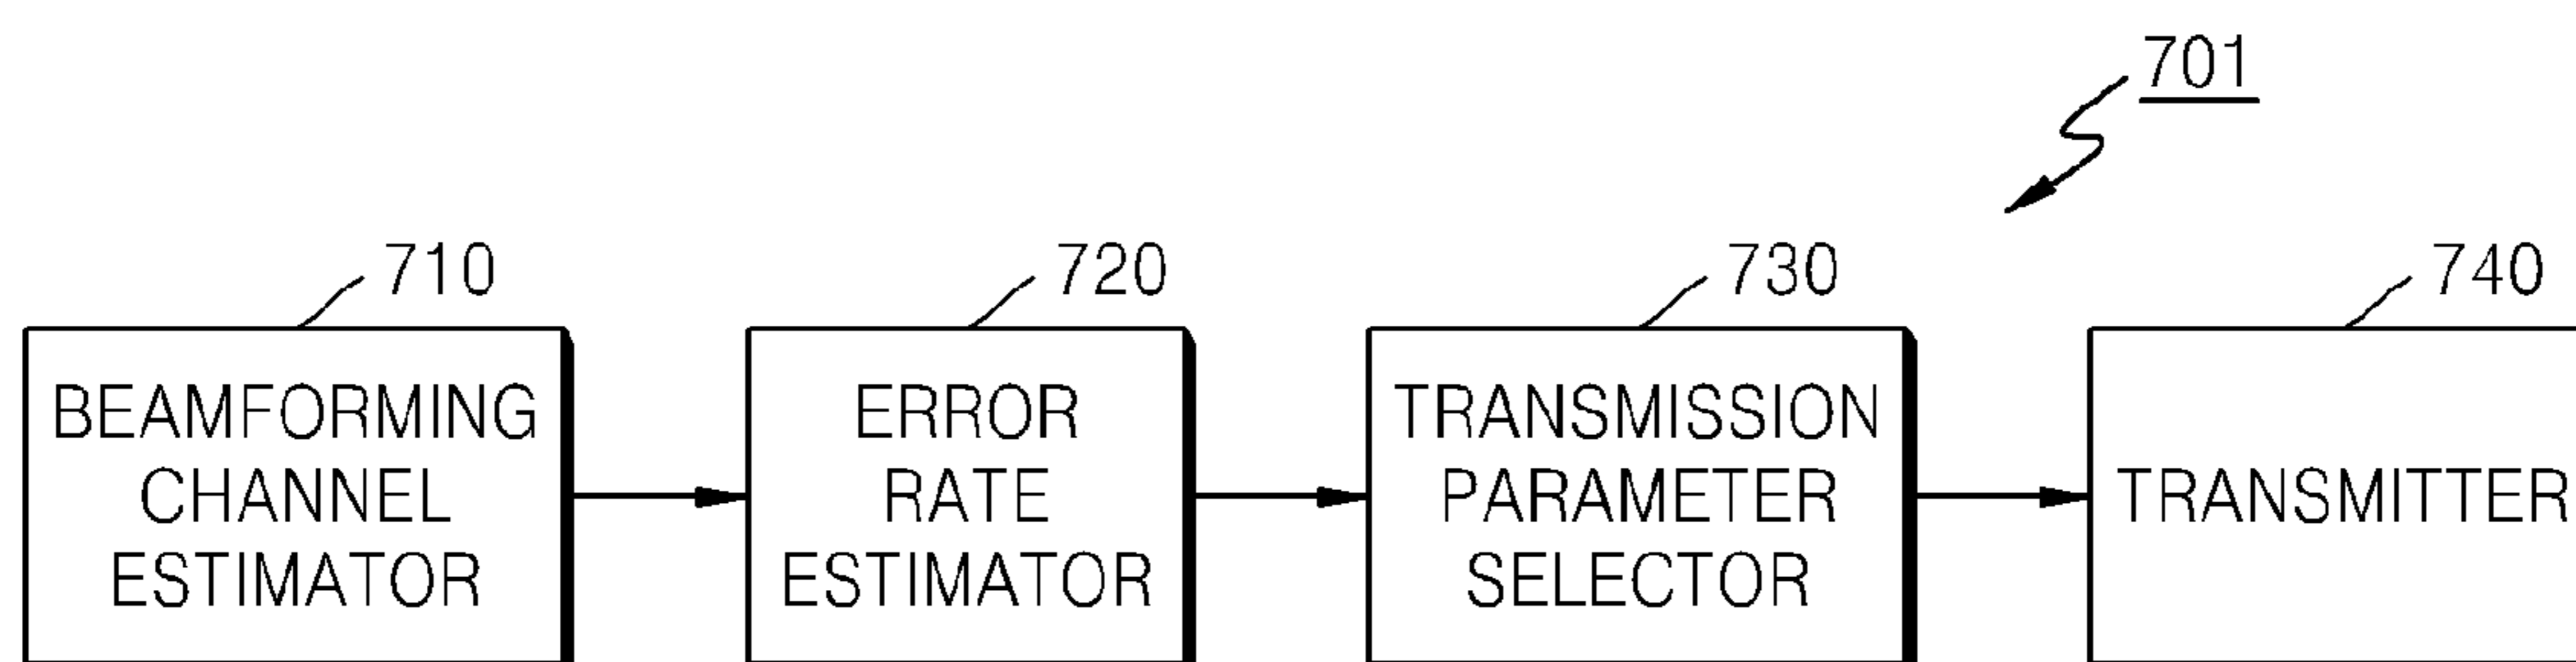 701
710
720
730
740
BEAMFORMING
CHANNEL
ESTIMATOR
ERROR
RATE
ESTIMATOR
TRANSMISSION
PARAMETER
SELECTOR
TRANSMITTER